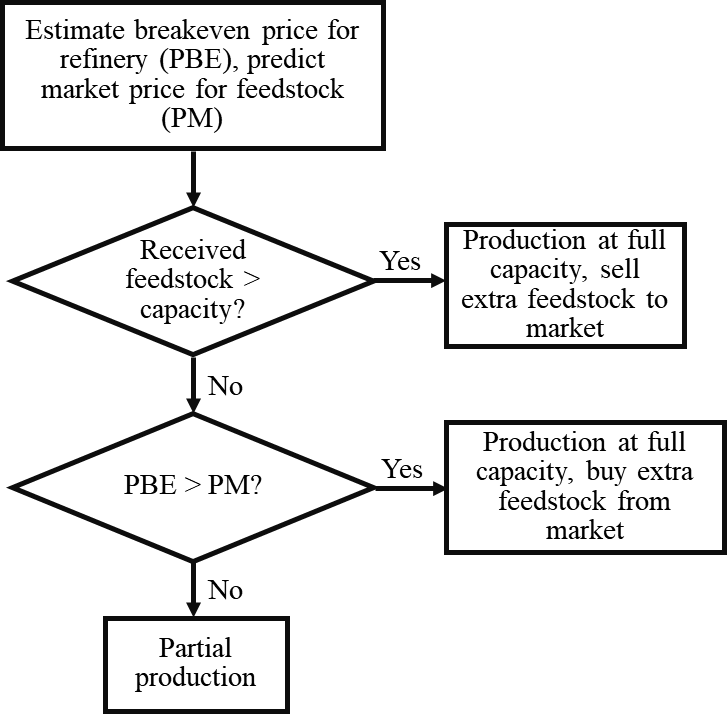 Estimate breakeven price for
refinery (PBE), predict
market price for feedstock
(PM)
Received
feedstock >
capacity?
Yes
Production at full
capacity, sell
extra feedstock to
market
No
PBE > PM?
Yes
Production at full
capacity, buy extra
feedstock from
market
No
Partial
production